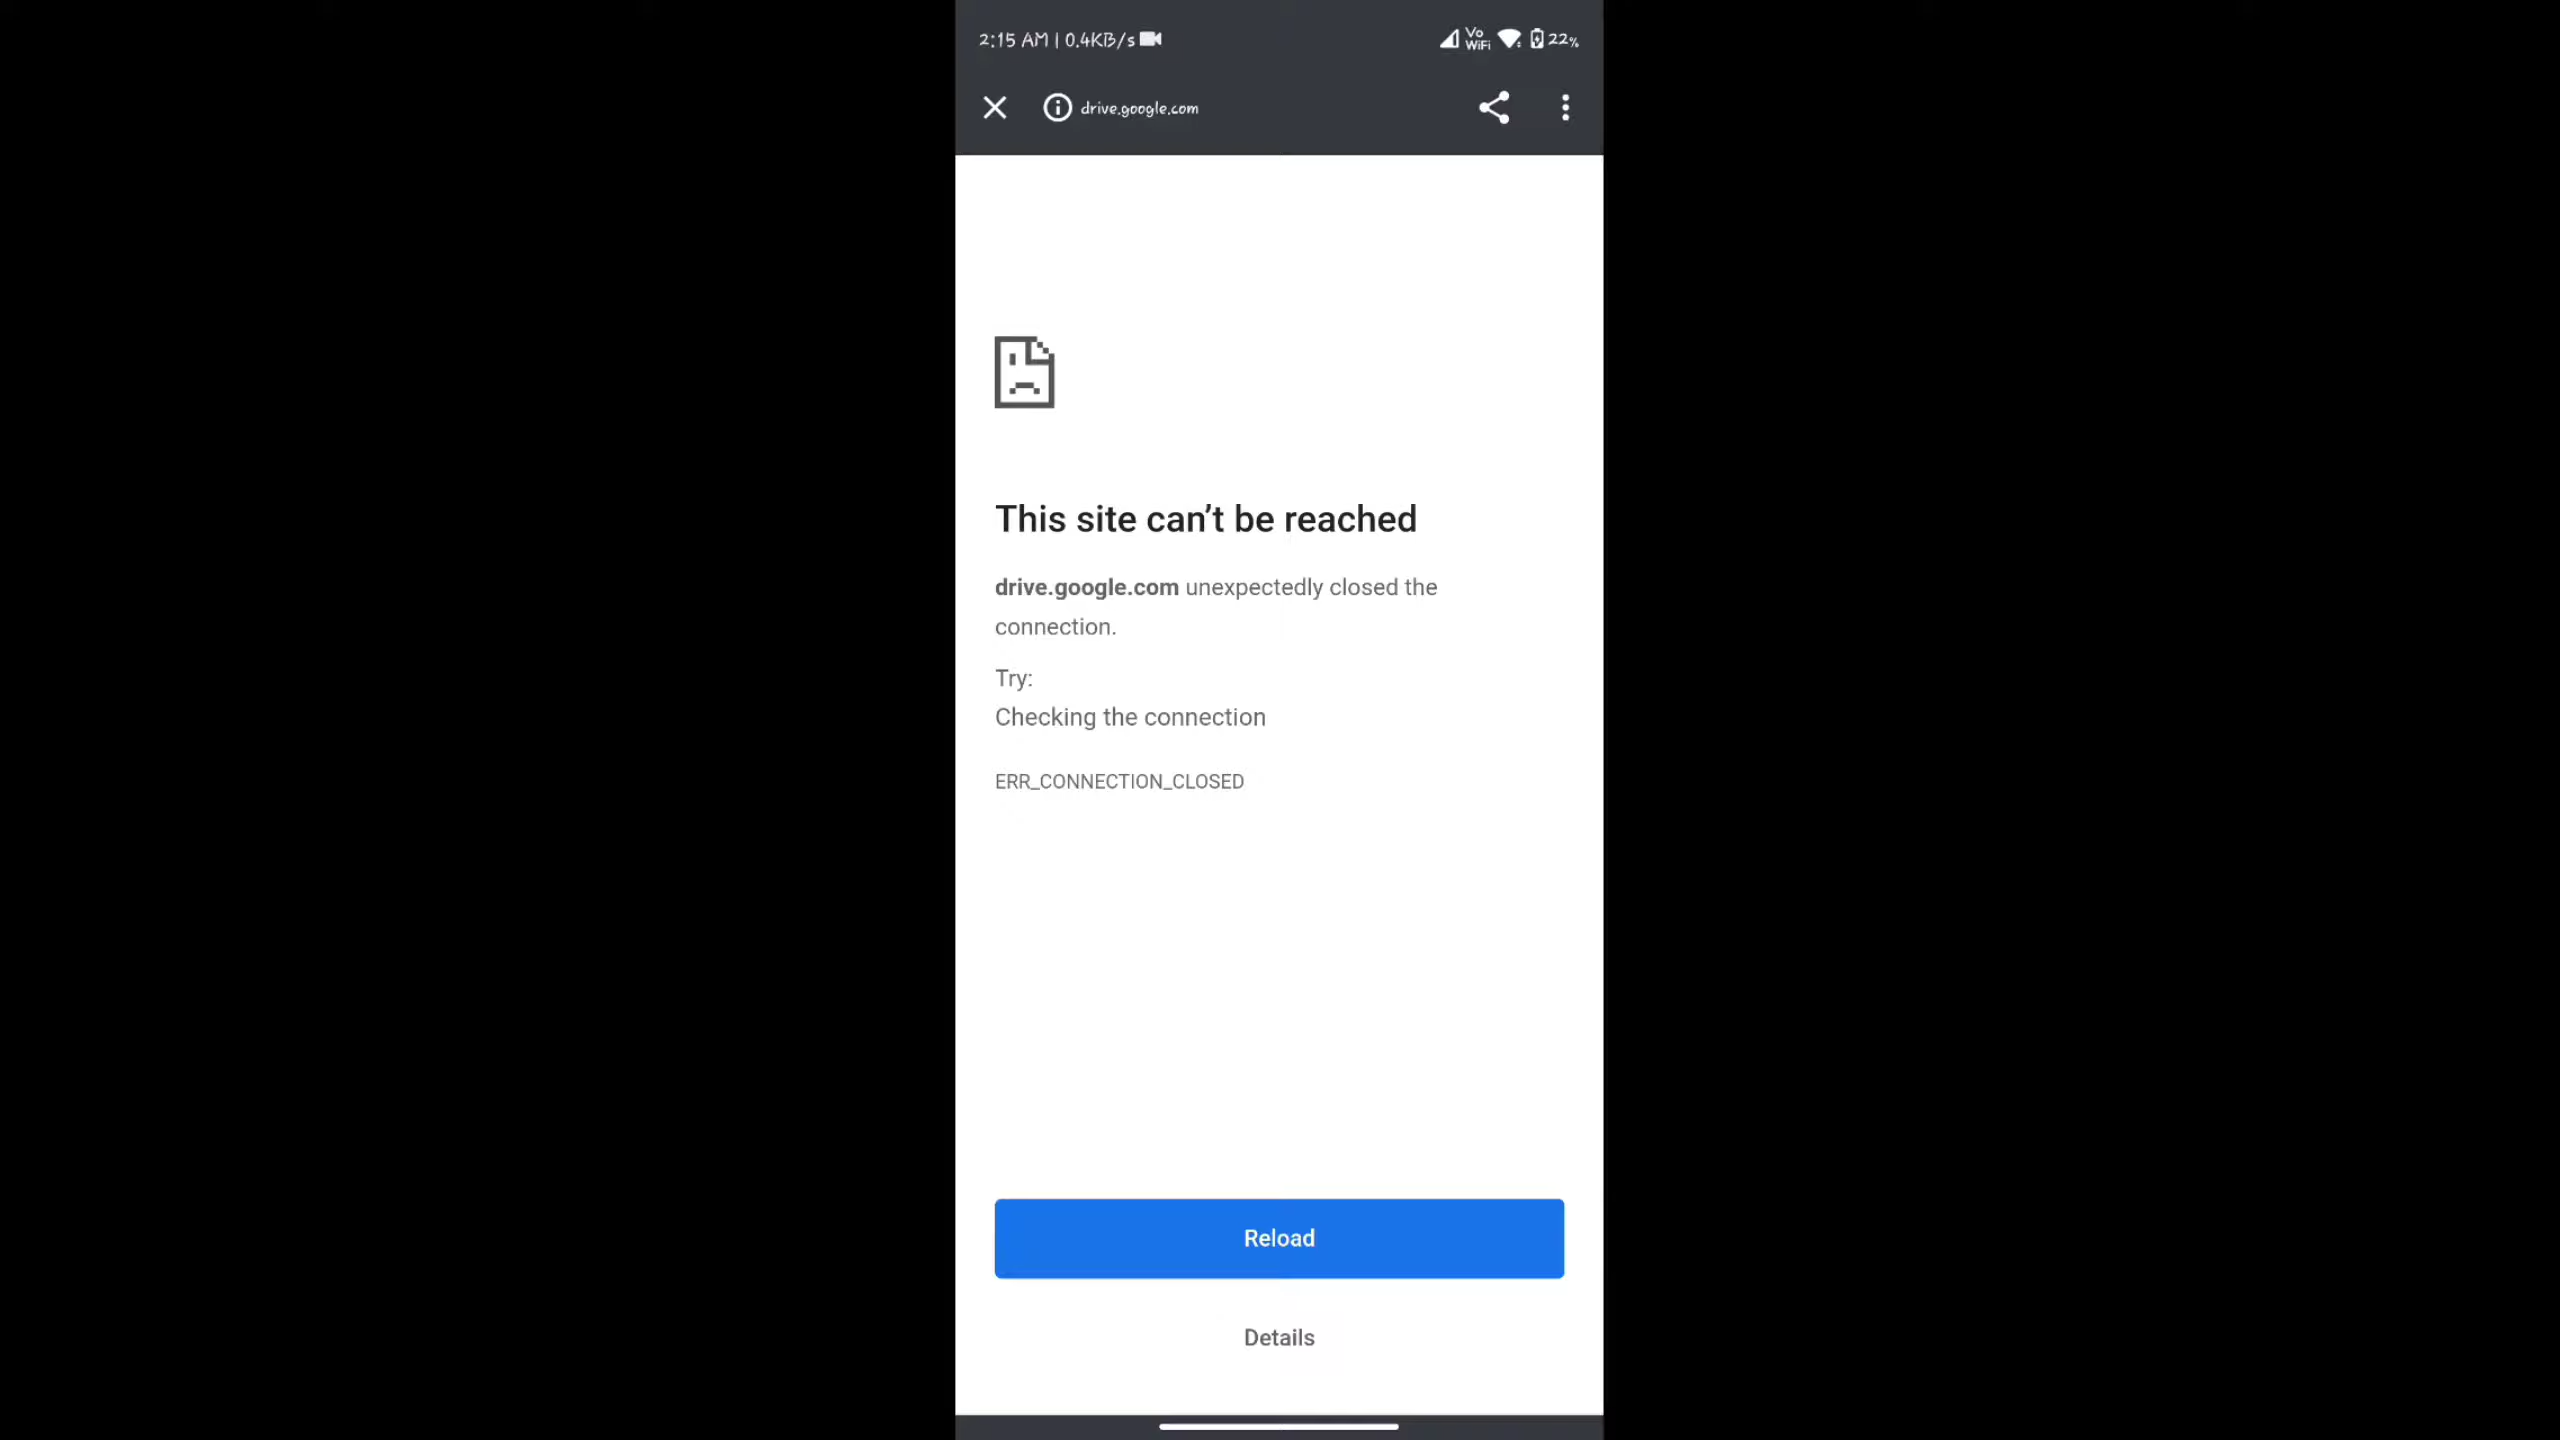 2:15 AM | 0.4KB/s
Vo
WiFi
22%
drive.google.com
This site can’t be reached
drive.google.com unexpectedly closed the
connection.
Try:
Checking the connection
ERR_CONNECTION_CLOSED
Reload
Details